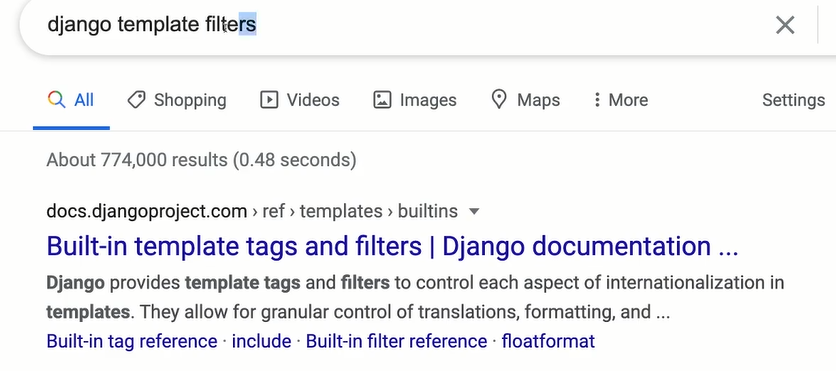 django template filters
All Shopping Videos Images Maps More Settings
About 774,000 results (0.48 seconds)
docs.djangoproject.com › ref › templates › builtins
Built-in template tags and filters | Django documentation ...
Django provides template tags and filters to control each aspect of internationalization in
templates. They allow for granular control of translations, formatting, and ...
Built-in tag reference · include · Built-in filter reference · floatformat